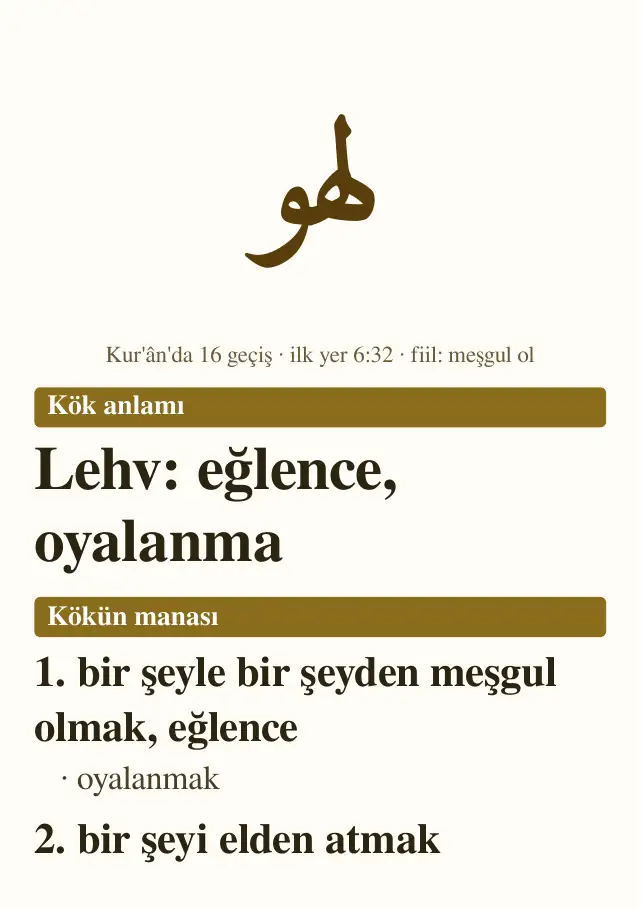 لهو
Kur'ân'da 16 geçiş · ilk yer 6:32 · fiil: meşgul ol
Kök anlamı
Lehv: eğlence,
oyalanma
Kökün manası
1. bir şeyle bir şeyden meşgul
olmak, eğlence
· oyalanmak
2. bir şeyi elden atmak